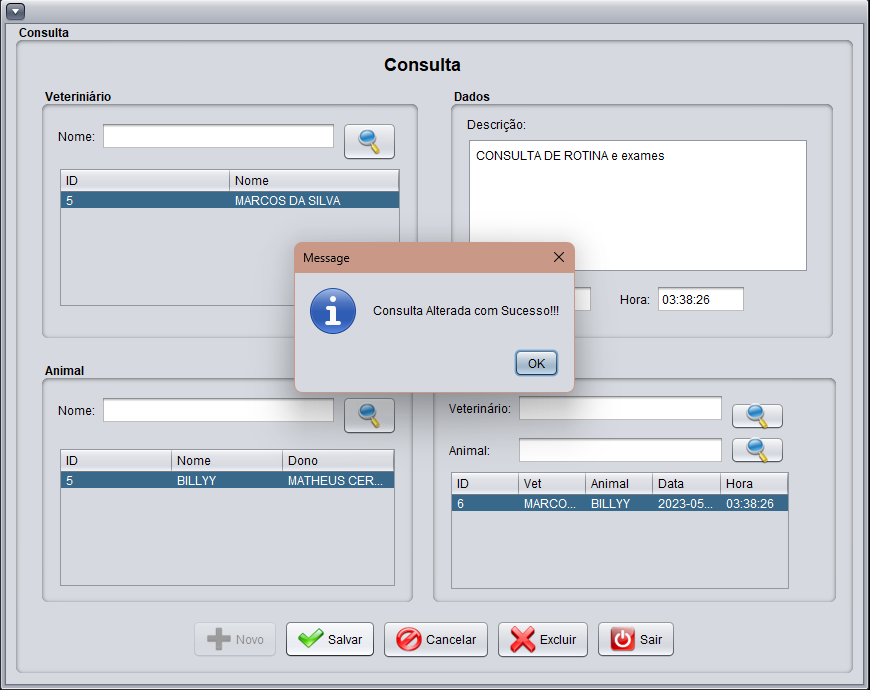 Consulta
Consulta
Veteriniário
Nome:
ID Nome
5 MARCOS DA SILVA
Dados
Descrição:
CONSULTA DE ROTINA e exames
Hora: 03:38:26
Message
Consulta Alterada com Sucesso!!!
OK
Animal
Nome:
ID Nome Dono
5 BILLYY MATHEUS CER...
Veterinário:
Animal:
ID Vet Animal Data Hora
6 MARCO... BILLYY 2023-05... 03:38:26
Novo Salvar Cancelar Excluir Sair